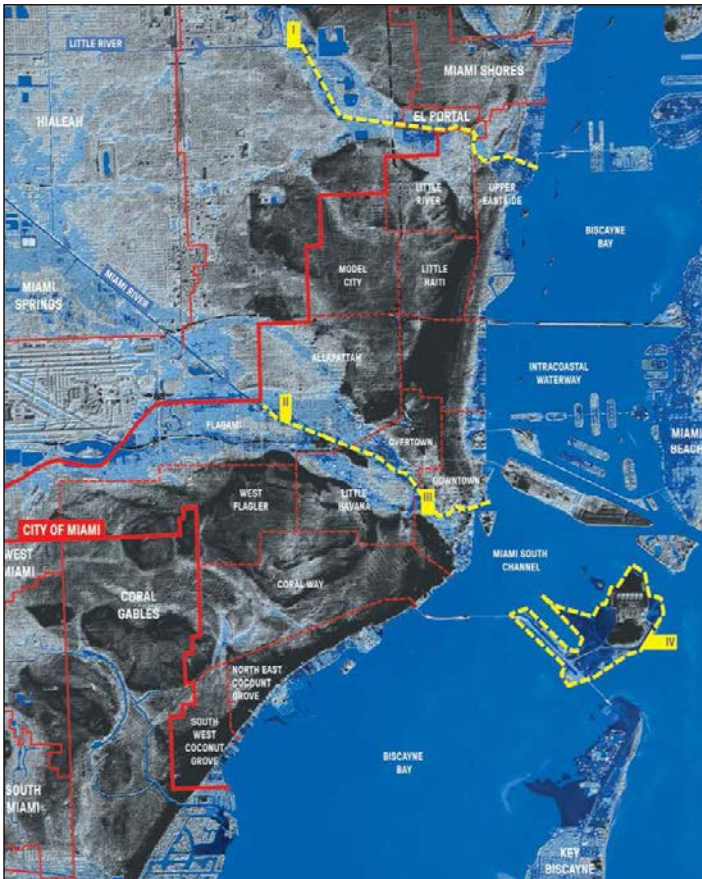 I
LITTLE RIVER
MIAMI SHORES
HIALEAH
EL PORTAL
LITTLE
RIVER
UPPER
EASTSIDE
BISCAYNE
BAY
MIAMI RIVER
MODEL
CITY
LITTLE
HAITI
MIAMI
SPRINGS
ALLAPATTAH
INTRACOASTAL
WATERWAY
II
FLAGAMI
OVERTOWN
MIAMI
BEACH
DOWNTOWN
WEST
FLAGLER
LITTLE
HAVANA
III
CITY OF MIAMI
WEST
MIAMI
MIAMI SOUTH
CHANNEL
CORAL
GABLES
CORAL WAY
IV
NORTH EAST
COCOUNT
GROVE
SOUTH
WEST
COCONUT
GROVE
BISCAYNE
BAY
SOUTH
MIAMI
KEY
BISCAYNE